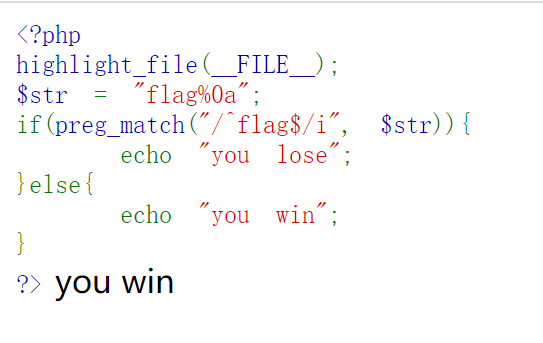 <?php
highlight_file(__FILE__);
$str = "flag%0a";
if(preg_match("/^flag$/i", $str)){
echo "you lose";
}else{
echo "you win";
}
?> you win